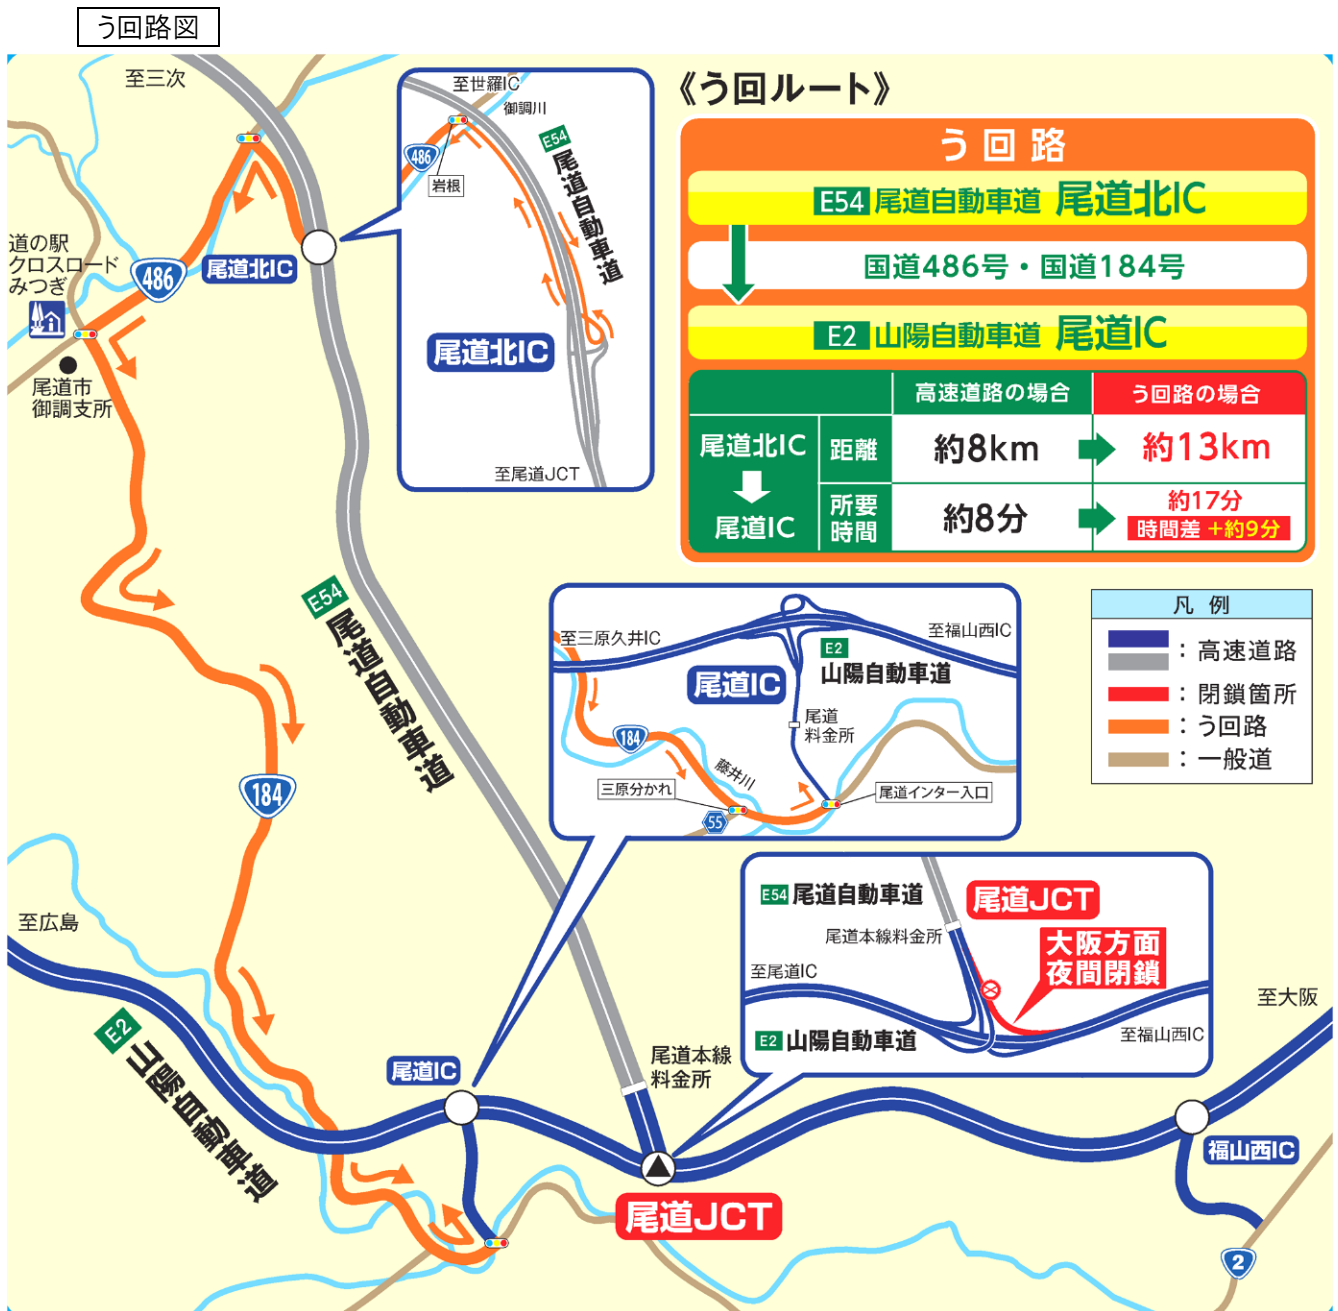 う回路図
至三次
道の駅
クロスロード
みつぎ
486
尾道北IC
尾道市
御調支所
至世羅IC
御調川
486
岩根
E54
尾道自動車道
尾道北IC
至尾道JCT
《う回ルート》
う回路
E54 尾道自動車道 尾道北IC
国道486号・国道184号
E2 山陽自動車道 尾道IC
高速道路の場合
う回路の場合
尾道北IC
尾道IC
距離
約8km
約13km
所要
時間
約8分
約17分
時間差 +約9分
凡例
:高速道路
:閉鎖箇所
:う回路
:一般道
E54
尾道自動車道
184
至三原久井IC
至福山西IC
E2
山陽自動車道
尾道IC
尾道
料金所
184
藤井川
三原分かれ
55
尾道インター入口
E54 尾道自動車道
尾道JCT
尾道本線料金所
大阪方面
夜間閉鎖
至尾道IC
E2 山陽自動車道
至福山西IC
至広島
E2
山陽自動車道
尾道IC
尾道本線
料金所
尾道JCT
至大阪
福山西IC
2